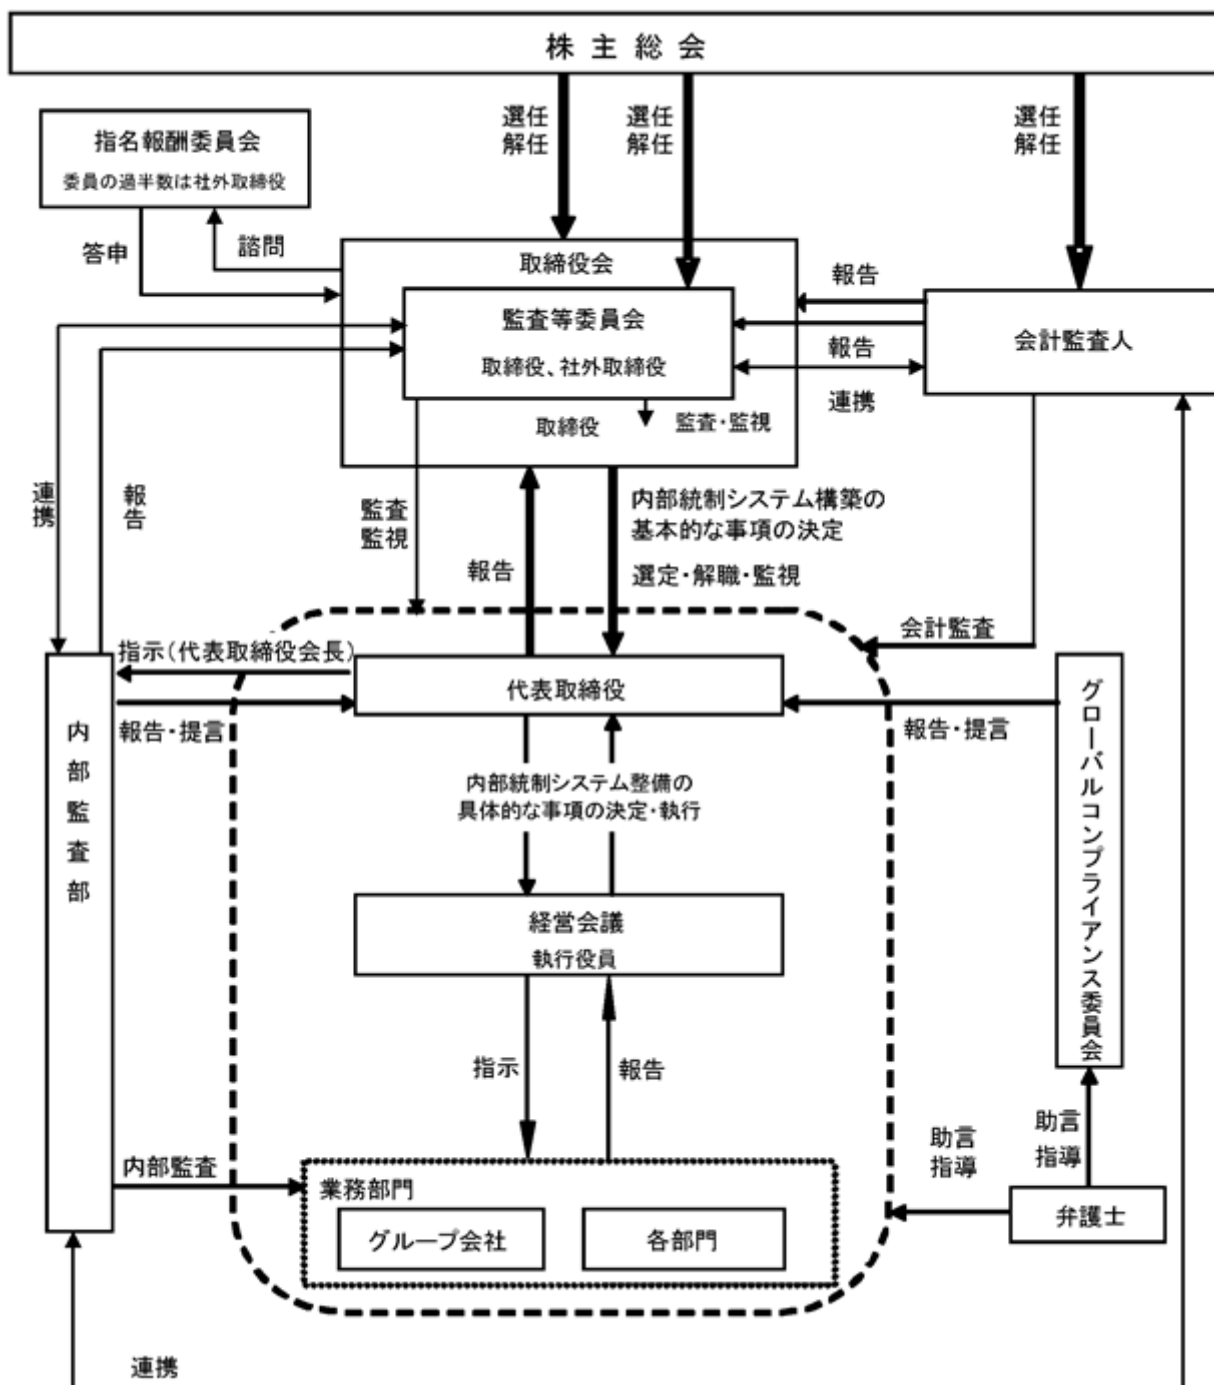 株主総会
選任
解任
選任
解任
選任
解任
指名報酬委員会
委員の過半数は社外取締役
答申
諮問
取締役会
監査等委員会
取締役、社外取締役
取締役
監査・監視
報告
報告
連携
会計監査人
連携
報告
監査
監視
報告
内部統制システム構築の
基本的な事項の決定
選定・解職・監視
会計監査
指示(代表取締役会長)
代表取締役
報告・提言
報告・提言
内部監査部
グローバルコンプライアンス委員会
内部統制システム整備の
具体的な事項の決定・執行
経営会議
執行役員
指示
報告
助言
指導
助言
指導
内部監査
業務部門
グループ会社
各部門
弁護士
連携